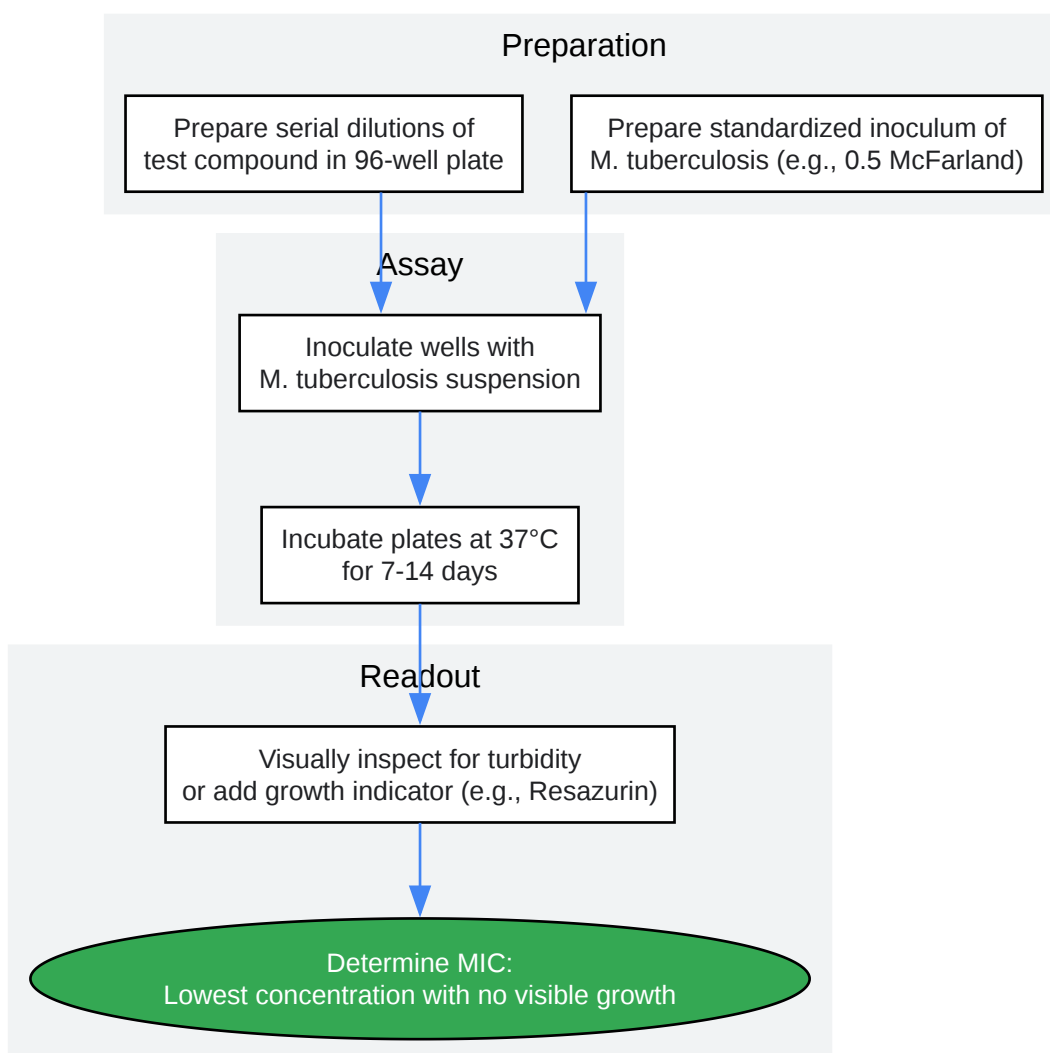 Preparation
Prepare serial dilutions of
test compound in 96-well plate
Prepare standardized inoculum of
M. tuberculosis (e.g., 0.5 McFarland)
Assay
Inoculate wells with
M. tuberculosis suspension
Incubate plates at 37°C
for 7-14 days
Readout
Visually inspect for turbidity
or add growth indicator (e.g., Resazurin)
Determine MIC:
Lowest concentration with no visible growth